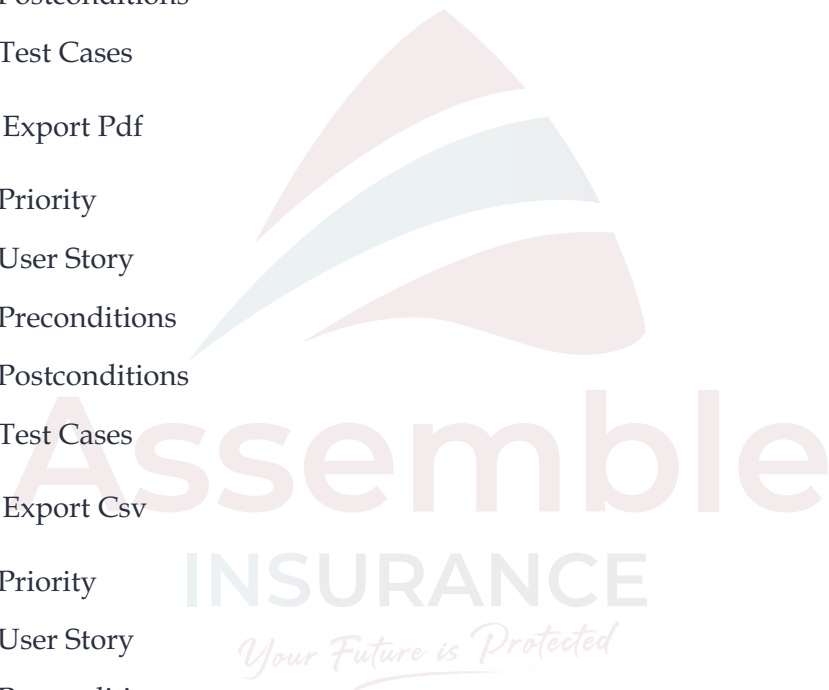 Postconditions
Test Cases
Export Pdf
Priority
User Story
Preconditions
Postconditions
Test Cases
Export Csv
Priority
User Story
Assemble
INSURANCE
Your Future is Protected